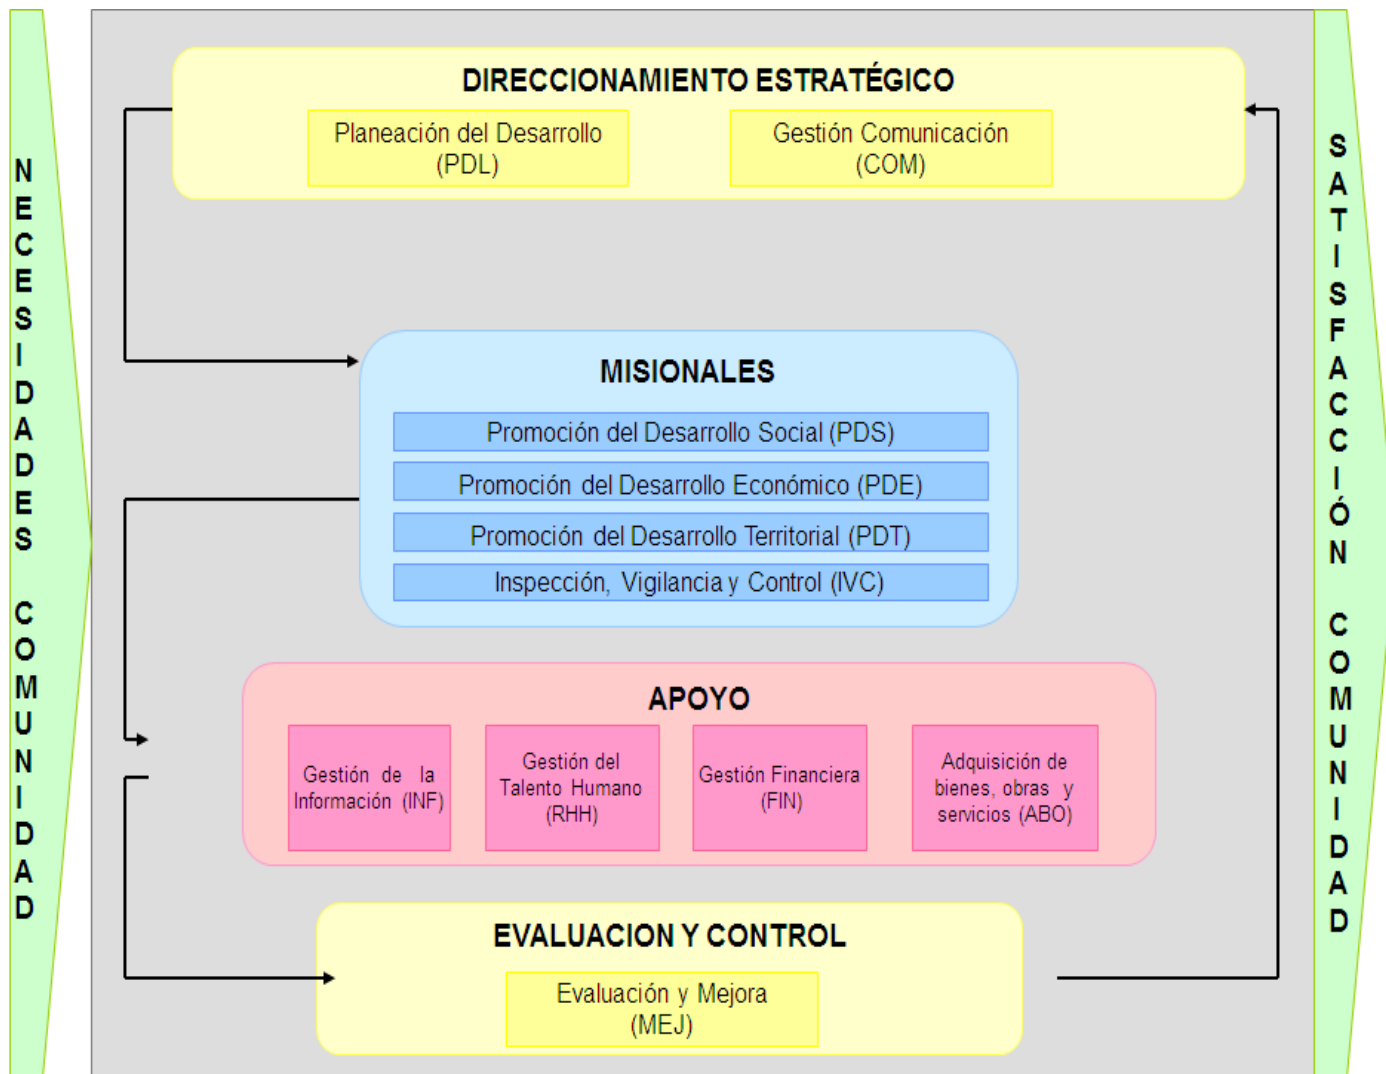 NECESIDADES COMUNIDAD
DIRECCIONAMIENTO ESTRATÉGICO
Planeación del Desarrollo
(PDL)
Gestión Comunicación
(COM)
MISIONALES
Promoción del Desarrollo Social (PDS)
Promoción del Desarrollo Económico (PDE)
Promoción del Desarrollo Territorial (PDT)
Inspección, Vigilancia y Control (IVC)
APOYO
Gestión de la
Información (INF)
Gestión del
Talento Humano
(RHH)
Gestión Financiera
(FIN)
Adquisición de
bienes, obras y
servicios (ABO)
EVALUACION Y CONTROL
Evaluación y Mejora
(MEJ)
SATISFACCIÓN COMUNIDAD